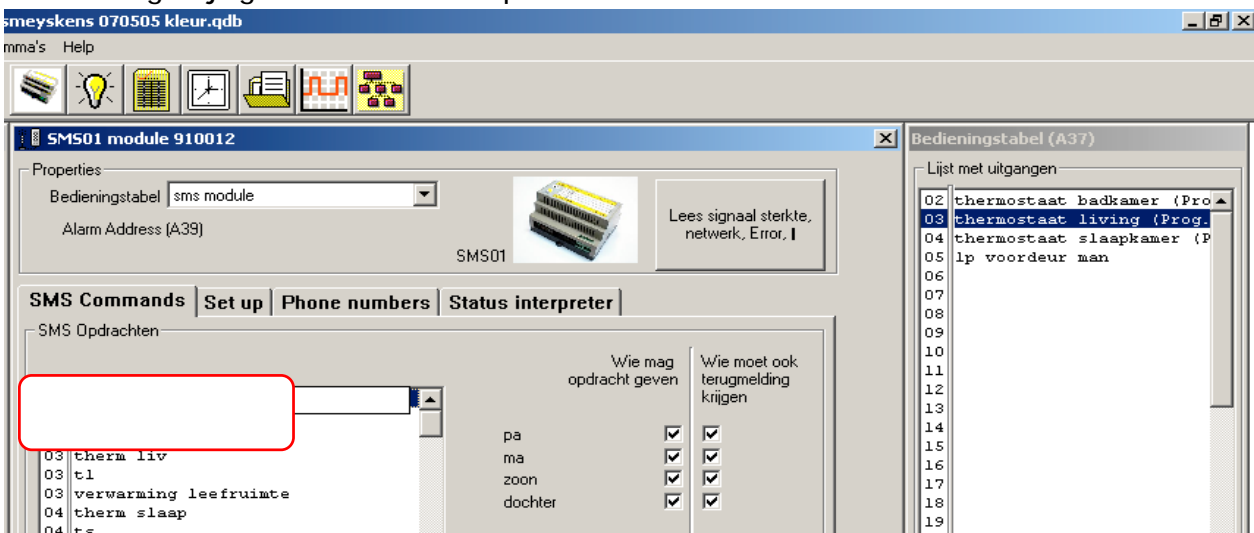 smeyskens 070505 kleur.qdb
mma's Help
SMS01 module 910012
Properties
Bedieningstabel sms module
Alarm Address (A39)
SMS01
Lees signaal sterkte,
netwerk, Error, I
SMS Commands Set up Phone numbers Status interpreter
SMS Opdrachten
Wie mag
opdracht geven
Wie moet ook
terugmelding
krijgen
03 therm liv
03 tl
03 verwarming leefruimte
04 therm slaap
04 ts
pa
ma
zoon
dochter
Bedieningstabel (A37)
Lijst met uitgangen
02 thermostaat badkamer (Pro
03 thermostaat living (Prog.
04 thermostaat slaapkamer (P
05 lp voordeur man
06
07
08
09
10
11
12
13
14
15
16
17
18
19